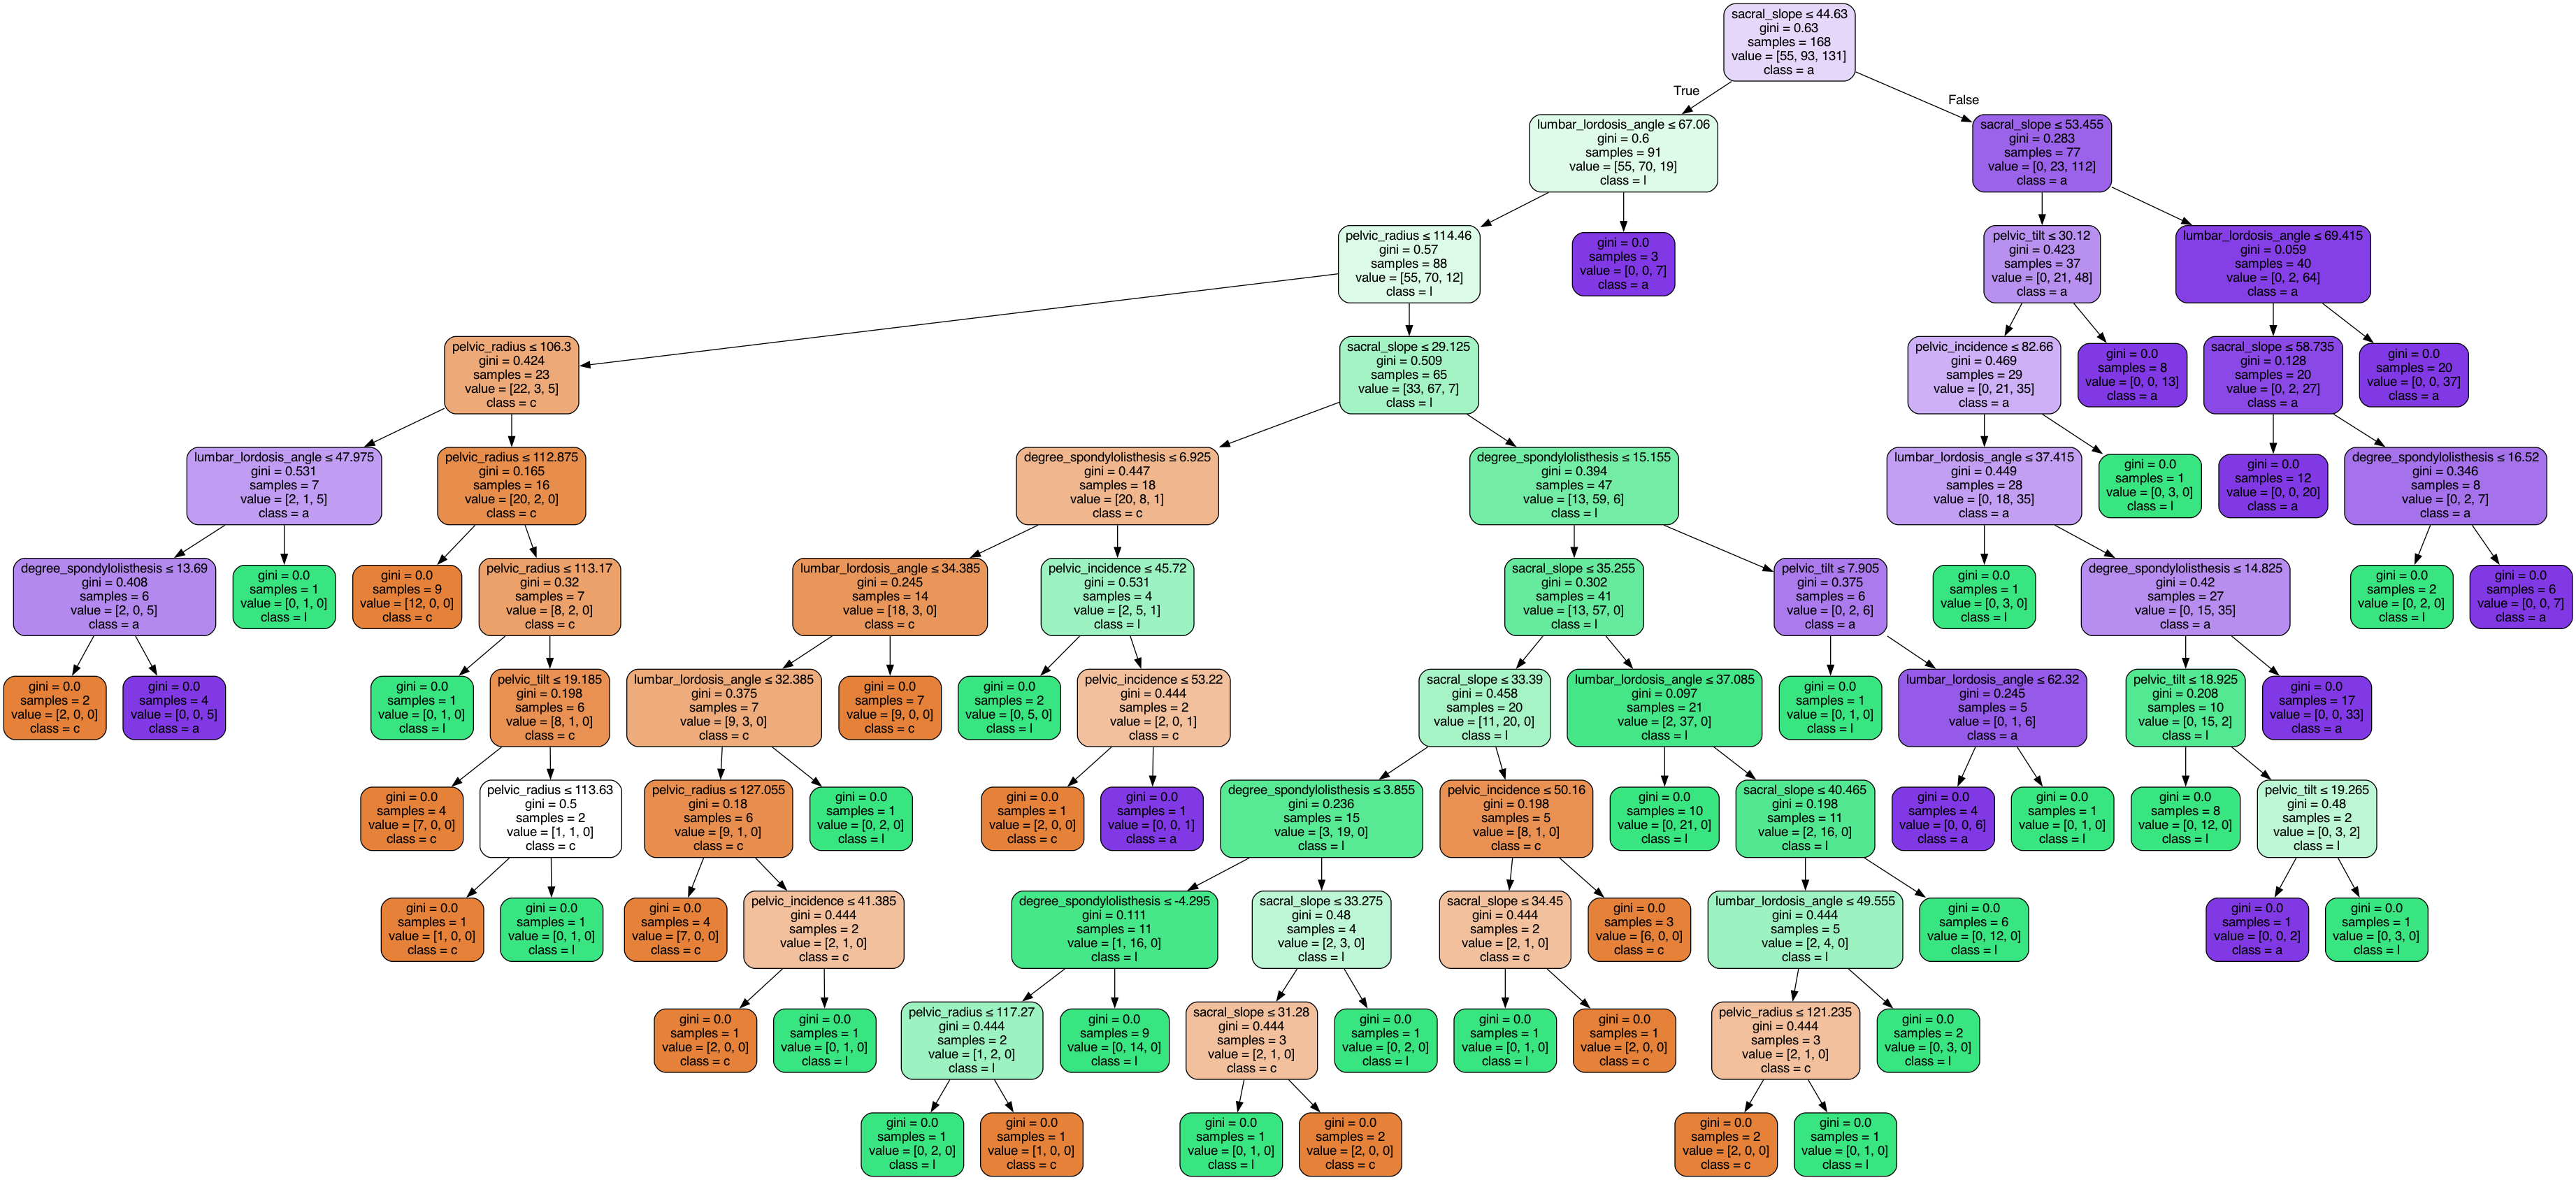 sacral_slope ≤ 44.63
gini = 0.63
samples = 168
value = [55, 93, 131]
class = a
True
False
lumbar_lordosis_angle ≤ 67.06
gini = 0.6
samples = 91
value = [55, 70, 19]
class = l
sacral_slope ≤ 53.455
gini = 0.283
samples = 77
value = [0, 23, 112]
class = a
pelvic_radius ≤ 114.46
gini = 0.57
samples = 88
value = [55, 70, 12]
class = l
gini = 0.0
samples = 3
value = [0, 0, 7]
class = a
pelvic_tilt ≤ 30.12
gini = 0.423
samples = 37
value = [0, 21, 48]
class = a
lumbar_lordosis_angle ≤ 69.415
gini = 0.059
samples = 40
value = [0, 2, 64]
class = a
pelvic_radius ≤ 106.3
gini = 0.424
samples = 23
value = [22, 3, 5]
class = c
sacral_slope ≤ 29.125
gini = 0.509
samples = 65
value = [33, 67, 7]
class = l
pelvic_incidence ≤ 82.66
gini = 0.469
samples = 29
value = [0, 21, 35]
class = a
gini = 0.0
samples = 8
value = [0, 0, 13]
class = a
sacral_slope ≤ 58.735
gini = 0.128
samples = 20
value = [0, 2, 27]
class = a
gini = 0.0
samples = 20
value = [0, 0, 37]
class = a
lumbar_lordosis_angle ≤ 47.975
gini = 0.531
samples = 7
value = [2, 1, 5]
class = a
pelvic_radius ≤ 112.875
gini = 0.165
samples = 16
value = [20, 2, 0]
class = c
degree_spondylolisthesis ≤ 6.925
gini = 0.447
samples = 18
value = [20, 8, 1]
class = c
degree_spondylolisthesis ≤ 15.155
gini = 0.394
samples = 47
value = [13, 59, 6]
class = l
lumbar_lordosis_angle ≤ 37.415
gini = 0.449
samples = 28
value = [0, 18, 35]
class = a
gini = 0.0
samples = 1
value = [0, 3, 0]
class = l
gini = 0.0
samples = 12
value = [0, 0, 20]
class = a
degree_spondylolisthesis ≤ 16.52
gini = 0.346
samples = 8
value = [0, 2, 7]
class = a
degree_spondylolisthesis ≤ 13.69
gini = 0.408
samples = 6
value = [2, 0, 5]
class = a
gini = 0.0
samples = 1
value = [0, 1, 0]
class = l
gini = 0.0
samples = 9
value = [12, 0, 0]
class = c
pelvic_radius ≤ 113.17
gini = 0.32
samples = 7
value = [8, 2, 0]
class = c
lumbar_lordosis_angle ≤ 34.385
gini = 0.245
samples = 14
value = [18, 3, 0]
class = c
pelvic_incidence ≤ 45.72
gini = 0.531
samples = 4
value = [2, 5, 1]
class = l
sacral_slope ≤ 35.255
gini = 0.302
samples = 41
value = [13, 57, 0]
class = l
pelvic_tilt ≤ 7.905
gini = 0.375
samples = 6
value = [0, 2, 6]
class = a
gini = 0.0
samples = 1
value = [0, 3, 0]
class = l
degree_spondylolisthesis ≤ 14.825
gini = 0.42
samples = 27
value = [0, 15, 35]
class = a
gini = 0.0
samples = 2
value = [0, 2, 0]
class = l
gini = 0.0
samples = 6
value = [0, 0, 7]
class = a
gini = 0.0
samples = 2
value = [2, 0, 0]
class = c
gini = 0.0
samples = 4
value = [0, 0, 5]
class = a
gini = 0.0
samples = 1
value = [0, 1, 0]
class = l
pelvic_tilt ≤ 19.185
gini = 0.198
samples = 6
value = [8, 1, 0]
class = c
lumbar_lordosis_angle ≤ 32.385
gini = 0.375
samples = 7
value = [9, 3, 0]
class = c
gini = 0.0
samples = 7
value = [9, 0, 0]
class = c
gini = 0.0
samples = 2
value = [0, 5, 0]
class = l
pelvic_incidence ≤ 53.22
gini = 0.444
samples = 2
value = [2, 0, 1]
class = c
sacral_slope ≤ 33.39
gini = 0.458
samples = 20
value = [11, 20, 0]
class = l
lumbar_lordosis_angle ≤ 37.085
gini = 0.097
samples = 21
value = [2, 37, 0]
class = l
gini = 0.0
samples = 1
value = [0, 1, 0]
class = l
lumbar_lordosis_angle ≤ 62.32
gini = 0.245
samples = 5
value = [0, 1, 6]
class = a
pelvic_tilt ≤ 18.925
gini = 0.208
samples = 10
value = [0, 15, 2]
class = l
gini = 0.0
samples = 17
value = [0, 0, 33]
class = a
gini = 0.0
samples = 4
value = [7, 0, 0]
class = c
pelvic_radius ≤ 113.63
gini = 0.5
samples = 2
value = [1, 1, 0]
class = c
pelvic_radius ≤ 127.055
gini = 0.18
samples = 6
value = [9, 1, 0]
class = c
gini = 0.0
samples = 1
value = [0, 2, 0]
class = l
gini = 0.0
samples = 1
value = [2, 0, 0]
class = c
gini = 0.0
samples = 1
value = [0, 0, 1]
class = a
degree_spondylolisthesis ≤ 3.855
gini = 0.236
samples = 15
value = [3, 19, 0]
class = l
pelvic_incidence ≤ 50.16
gini = 0.198
samples = 5
value = [8, 1, 0]
class = c
gini = 0.0
samples = 10
value = [0, 21, 0]
class = l
sacral_slope ≤ 40.465
gini = 0.198
samples = 11
value = [2, 16, 0]
class = l
gini = 0.0
samples = 4
value = [0, 0, 6]
class = a
gini = 0.0
samples = 1
value = [0, 1, 0]
class = l
gini = 0.0
samples = 8
value = [0, 12, 0]
class = l
pelvic_tilt ≤ 19.265
gini = 0.48
samples = 2
value = [0, 3, 2]
class = l
gini = 0.0
samples = 1
value = [1, 0, 0]
class = c
gini = 0.0
samples = 1
value = [0, 1, 0]
class = l
gini = 0.0
samples = 4
value = [7, 0, 0]
class = c
pelvic_incidence ≤ 41.385
gini = 0.444
samples = 2
value = [2, 1, 0]
class = c
degree_spondylolisthesis ≤ -4.295
gini = 0.111
samples = 11
value = [1, 16, 0]
class = l
sacral_slope ≤ 33.275
gini = 0.48
samples = 4
value = [2, 3, 0]
class = l
sacral_slope ≤ 34.45
gini = 0.444
samples = 2
value = [2, 1, 0]
class = c
gini = 0.0
samples = 3
value = [6, 0, 0]
class = c
lumbar_lordosis_angle ≤ 49.555
gini = 0.444
samples = 5
value = [2, 4, 0]
class = l
gini = 0.0
samples = 6
value = [0, 12, 0]
class = l
gini = 0.0
samples = 1
value = [0, 0, 2]
class = a
gini = 0.0
samples = 1
value = [0, 3, 0]
class = l
gini = 0.0
samples = 1
value = [2, 0, 0]
class = c
gini = 0.0
samples = 1
value = [0, 1, 0]
class = l
pelvic_radius ≤ 117.27
gini = 0.444
samples = 2
value = [1, 2, 0]
class = l
gini = 0.0
samples = 9
value = [0, 14, 0]
class = l
sacral_slope ≤ 31.28
gini = 0.444
samples = 3
value = [2, 1, 0]
class = c
gini = 0.0
samples = 1
value = [0, 2, 0]
class = l
gini = 0.0
samples = 1
value = [0, 1, 0]
class = l
gini = 0.0
samples = 1
value = [2, 0, 0]
class = c
pelvic_radius ≤ 121.235
gini = 0.444
samples = 3
value = [2, 1, 0]
class = c
gini = 0.0
samples = 2
value = [0, 3, 0]
class = l
gini = 0.0
samples = 1
value = [0, 2, 0]
class = l
gini = 0.0
samples = 1
value = [1, 0, 0]
class = c
gini = 0.0
samples = 1
value = [0, 1, 0]
class = l
gini = 0.0
samples = 2
value = [2, 0, 0]
class = c
gini = 0.0
samples = 2
value = [2, 0, 0]
class = c
gini = 0.0
samples = 1
value = [0, 1, 0]
class = l